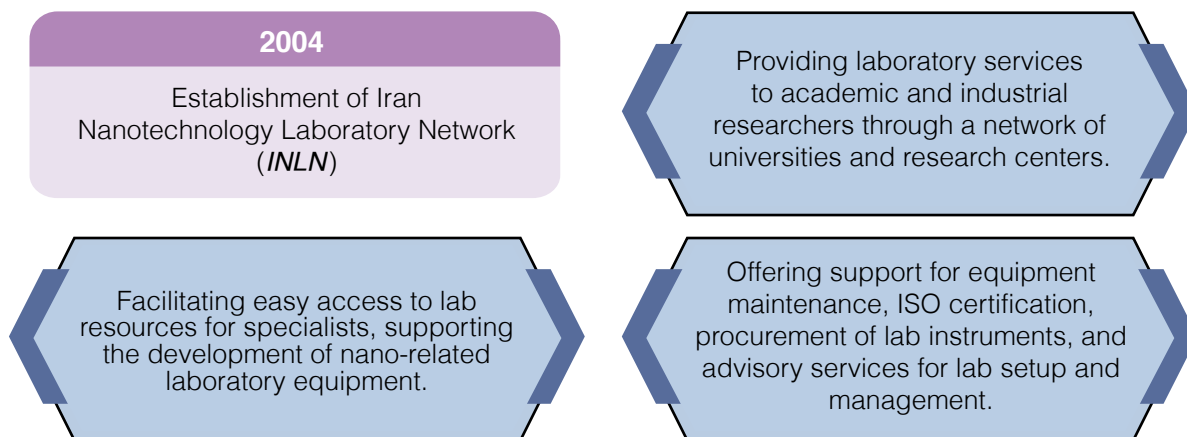 2004
Establishment of Iran
Nanotechnology Laboratory Network
(INLN)
Providing laboratory services
to academic and industrial
researchers through a network of
universities and research centers.
Facilitating easy access to lab
resources for specialists, supporting
the development of nano-related
laboratory equipment.
Offering support for equipment
maintenance, ISO certification,
procurement of lab instruments, and
advisory services for lab setup and
management.